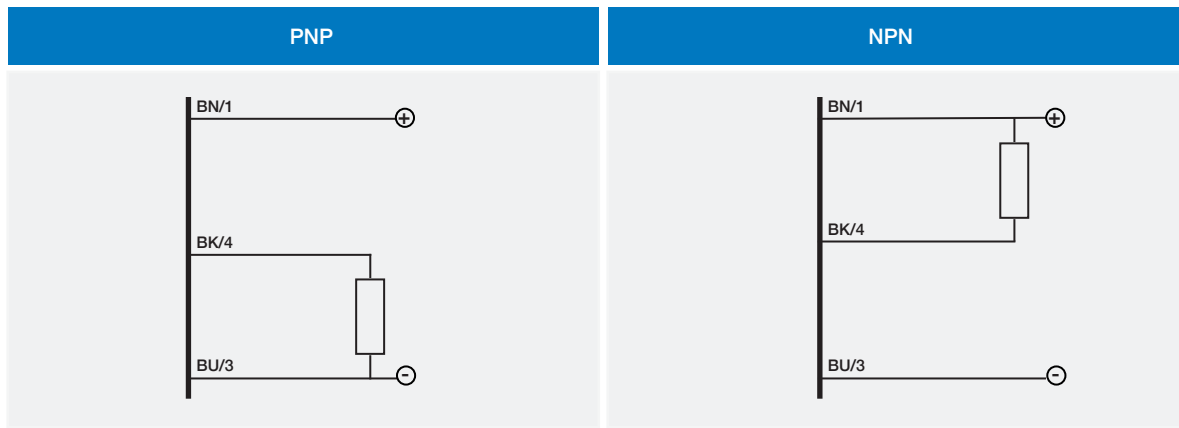 PNP
BN/1
+
BK/4
BU/3
-
NPN
BN/1
+
BK/4
BU/3
-